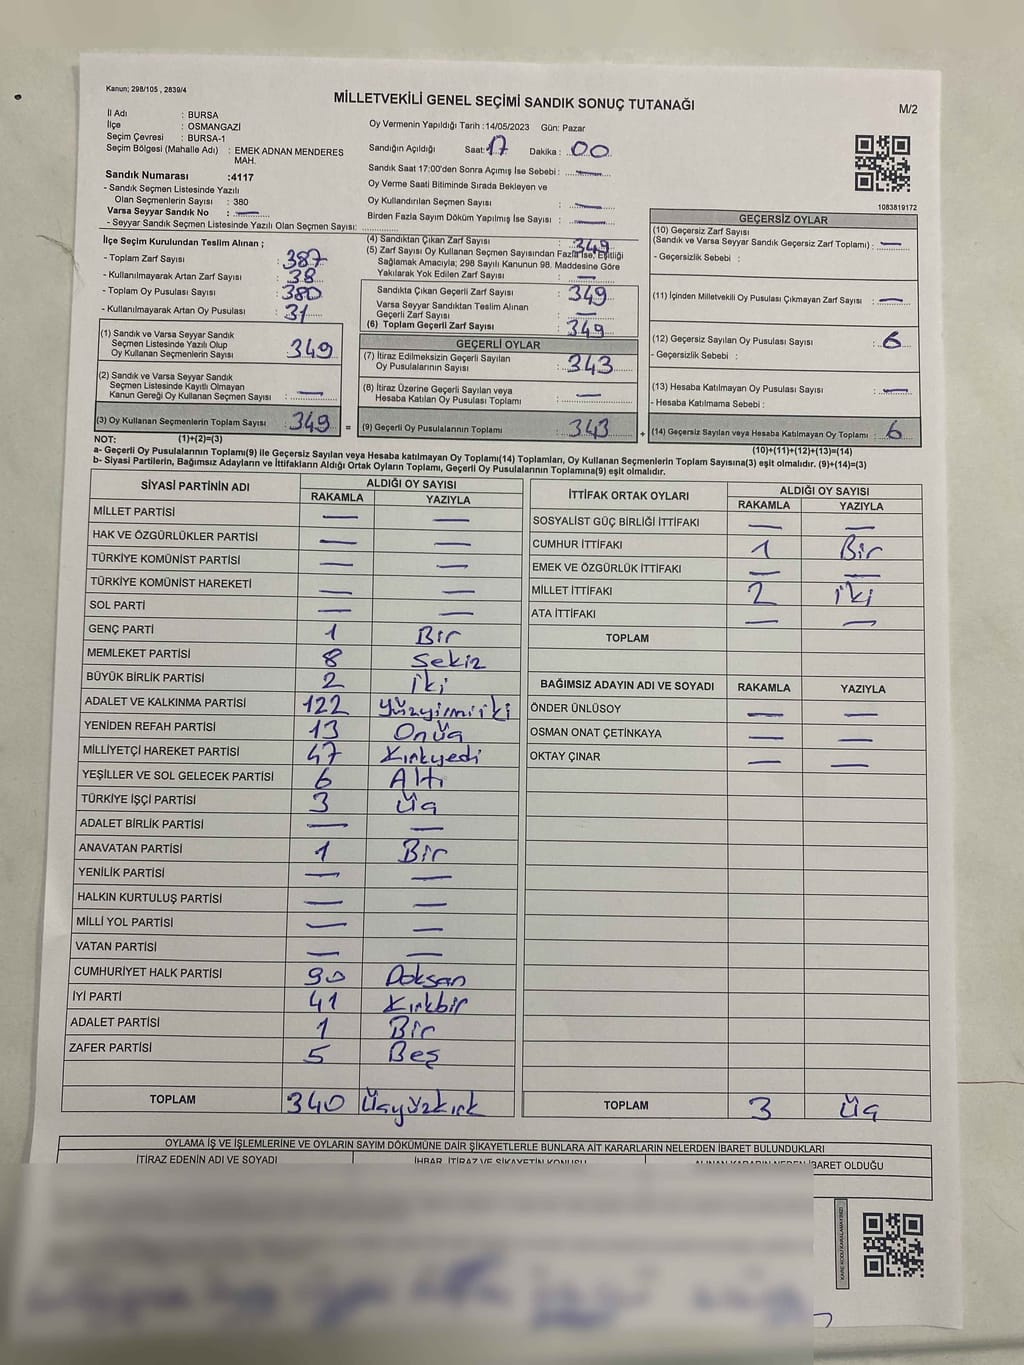 Kanun; 298/105 , 2839/4
MİLLETVEKİLİ GENEL SEÇİMİ SANDIK SONUÇ TUTANAĞI
M/2
İl Adı : BURSA
İlçe : OSMANGAZİ
Seçim Çevresi : BURSA-1
Seçim Bölgesi (Mahalle Adı) : EMEK ADNAN MENDERES
MAH.
Sandık Numarası :4117
- Sandık Seçmen Listesinde Yazılı
Olan Seçmenlerin Sayısı : 380
Varsa Seyyar Sandık No : —
- Seyyar Sandık Seçmen Listesinde Yazılı Olan Seçmen Sayısı:
Oy Vermenin Yapıldığı Tarih :14/05/2023 Gün: Pazar
Sandığın Açıldığı Saat: 17 Dakika : 00
Sandık Saat 17:00'den Sonra Açımış İse Sebebi : —
Oy Verme Saati Bitiminde Sırada Bekleyen ve
Oy Kullandırılan Seçmen Sayısı : —
Birden Fazla Sayım Döküm Yapılmış İse Sayısı : —
1083819172
İlçe Seçim Kurulundan Teslim Alınan ;
- Toplam Zarf Sayısı : 387
- Kullanılmayarak Artan Zarf Sayısı : 38
- Toplam Oy Pusulası Sayısı : 380
- Kullanılmayarak Artan Oy Pusulası : 31
(1) Sandık ve Varsa Seyyar Sandık
Seçmen Listesinde Yazılı Olup
Oy Kullanan Seçmenlerin Sayısı : 349
(2) Sandık ve Varsa Seyyar Sandık
Seçmen Listesinde Kayıtlı Olmayan
Kanun Gereği Oy Kullanan Seçmen Sayısı : —
(3) Oy Kullanan Seçmenlerin Toplam Sayısı : 349
(4) Sandıktan Çıkan Zarf Sayısı : 349
(5) Zarf Sayısı Oy Kullanan Seçmen Sayısından Fazla İse, Eşitliği
Sağlamak Amacıyla; 298 Sayılı Kanunun 98. Maddesine Göre
Yakılarak Yok Edilen Zarf Sayısı : —
Sandıkta Çıkan Geçerli Zarf Sayısı : 349
Varsa Seyyar Sandıktan Teslim Alınan
Geçerli Zarf Sayısı : —
(6) Toplam Geçerli Zarf Sayısı : 349
GEÇERLİ OYLAR
(7) İtiraz Edilmeksizin Geçerli Sayılan
Oy Pusulalarının Sayısı : 343
(8) İtiraz Üzerine Geçerli Sayılan veya
Hesaba Katılan Oy Pusulası Toplamı : —
= (9) Geçerli Oy Pusulalarının Toplamı : 343
GEÇERSİZ OYLAR
(10) Geçersiz Zarf Sayısı
(Sandık ve Varsa Seyyar Sandık Geçersiz Zarf Toplamı) : —
- Geçersizlik Sebebi :
(11) İçinden Milletvekili Oy Pusulası Çıkmayan Zarf Sayısı : —
(12) Geçersiz Sayılan Oy Pusulası Sayısı : 6
- Geçersizlik Sebebi :
(13) Hesaba Katılmayan Oy Pusulası Sayısı : —
- Hesaba Katılmama Sebebi :
+ (14) Geçersiz Sayılan veya Hesaba Katılmayan Oy Toplamı : 6
NOT: (1)+(2)=(3) (10)+(11)+(12)+(13)=(14)
a- Geçerli Oy Pusulalarının Toplamı(9) ile Geçersiz Sayılan veya Hesaba katılmayan Oy Toplamı(14) Toplamları, Oy Kullanan Seçmenlerin Toplam Sayısına(3) eşit olmalıdır. (9)+(14)=(3)
b- Siyasi Partilerin, Bağımsız Adayların ve İttifakların Aldığı Ortak Oyların Toplamı, Geçerli Oy Pusulalarının Toplamına(9) eşit olmalıdır.
SİYASİ PARTİNİN ADI ALDIĞI OY SAYISI
RAKAMLA YAZIYLA
MİLLET PARTİSİ — —
HAK VE ÖZGÜRLÜKLER PARTİSİ — —
TÜRKİYE KOMÜNİST PARTİSİ — —
TÜRKİYE KOMÜNİST HAREKETİ — —
SOL PARTİ — —
GENÇ PARTİ 1 Bir
MEMLEKET PARTİSİ 8 Sekiz
BÜYÜK BİRLİK PARTİSİ 2 iki
ADALET VE KALKINMA PARTİSİ 122 Yüzyirmiiki
YENİDEN REFAH PARTİSİ 13 Onüç
MİLLİYETÇİ HAREKET PARTİSİ 47 Kırkyedi
YEŞİLLER VE SOL GELECEK PARTİSİ 6 Altı
TÜRKİYE İŞÇİ PARTİSİ 3 üç
ADALET BİRLİK PARTİSİ — —
ANAVATAN PARTİSİ 1 Bir
YENİLİK PARTİSİ — —
HALKIN KURTULUŞ PARTİSİ — —
MİLLİ YOL PARTİSİ — —
VATAN PARTİSİ — —
CUMHURİYET HALK PARTİSİ 90 Doksan
İYİ PARTİ 41 Kırkbir
ADALET PARTİSİ 1 Bir
ZAFER PARTİSİ 5 Beş
TOPLAM 340 Üçyüzkırk
İTTİFAK ORTAK OYLARI ALDIĞI OY SAYISI
RAKAMLA YAZIYLA
SOSYALİST GÜÇ BİRLİĞİ İTTİFAKI — —
CUMHUR İTTİFAKI 1 Bir
EMEK VE ÖZGÜRLÜK İTTİFAKI — —
MİLLET İTTİFAKI 2 iki
ATA İTTİFAKI — —
TOPLAM
BAĞIMSIZ ADAYIN ADI VE SOYADI RAKAMLA YAZIYLA
ÖNDER ÜNLÜSOY — —
OSMAN ONAT ÇETİNKAYA — —
OKTAY ÇINAR — —
TOPLAM 3 üç
OYLAMA İŞ VE İŞLEMLERİNE VE OYLARIN SAYIM DÖKÜMÜNE DAİR ŞİKAYETLERLE BUNLARA AİT KARARLARIN NELERDEN İBARET BULUNDUKLARI
İTİRAZ EDENİN ADI VE SOYADI İHBAR, İTİRAZ VE ŞİKAYETİN KONUSU ALINAN KARARIN NEDEN İBARET OLDUĞU